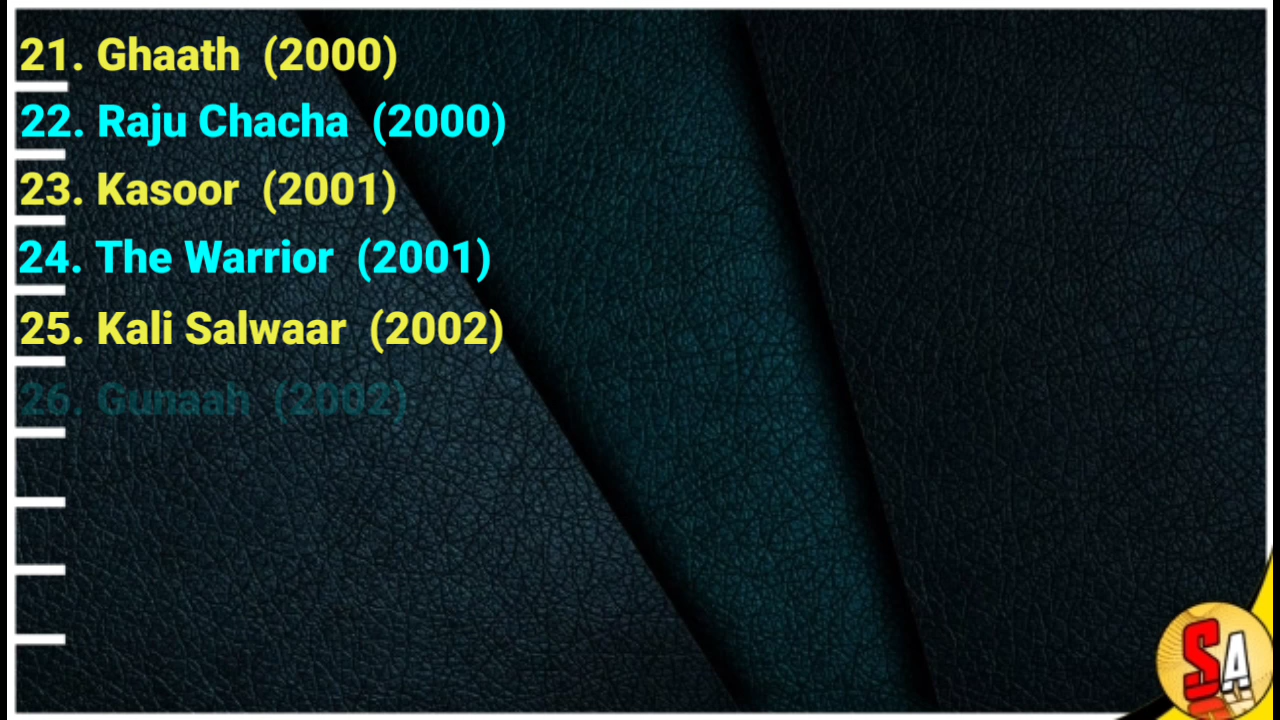 21. Ghaath (2000)
22. Raju Chacha (2000)
23. Kasoor (2001)
24. The Warrior (2001)
25. Kali Salwaar (2002)
26. Gunaah (2002)
SA